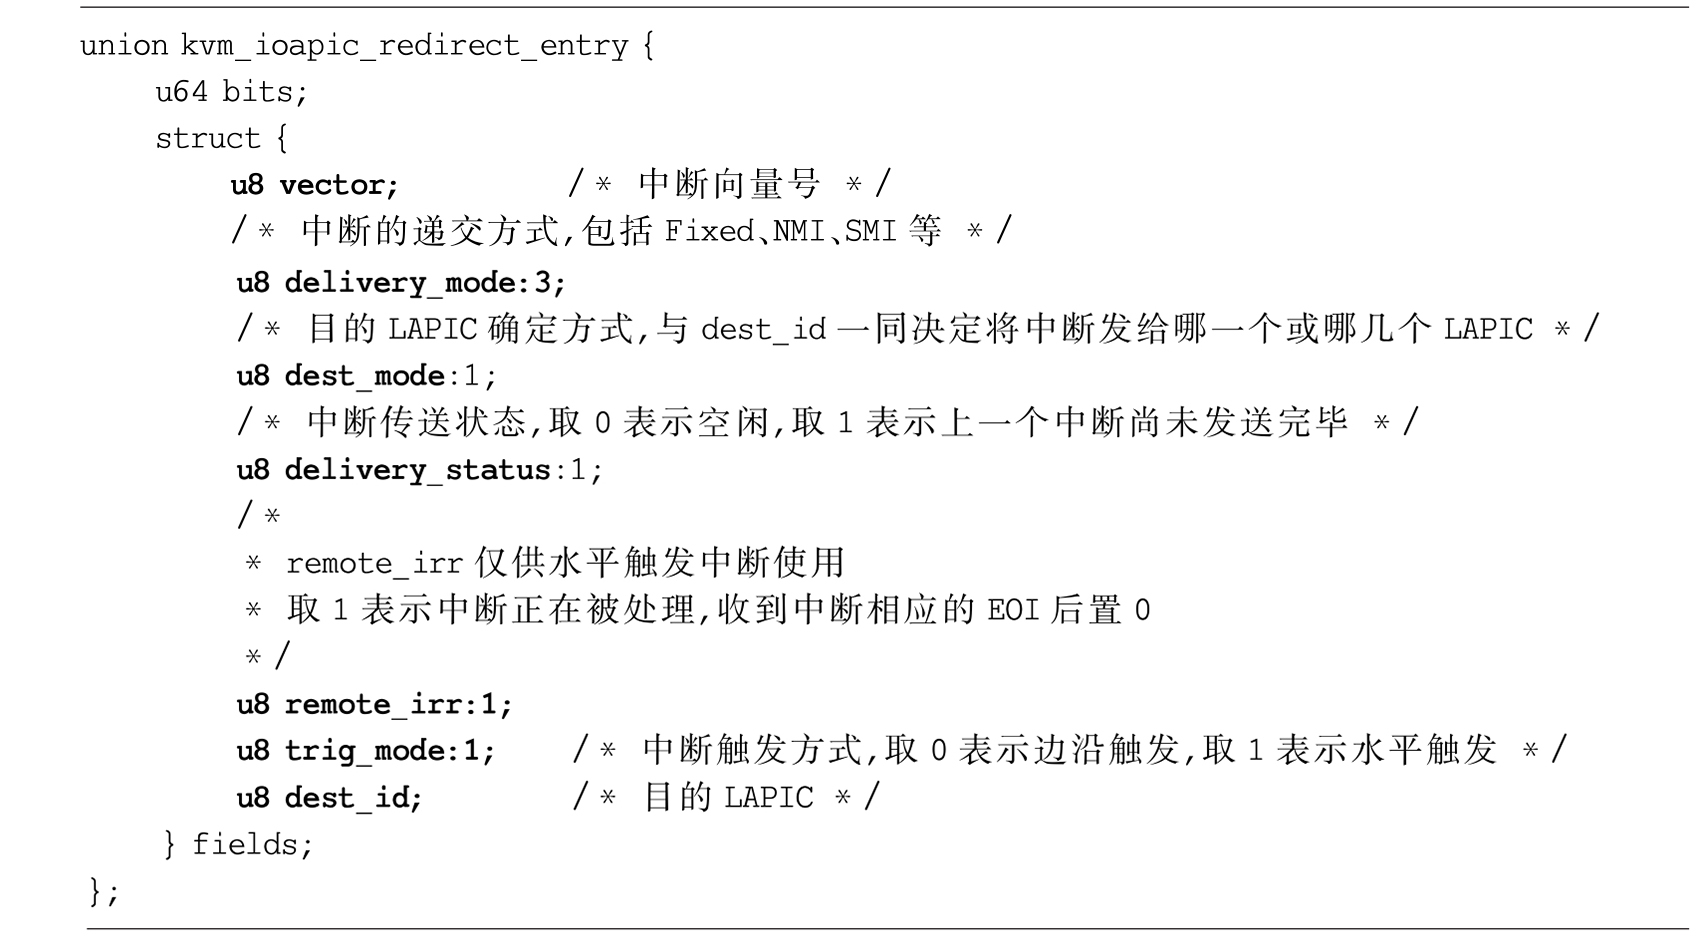 union kvm_ioapic_redirect_entry {
u64 bits;
struct {
u8 vector; /* 中断向量号 */
/* 中断的递交方式,包括 Fixed、NMI、SMI 等 */
u8 delivery_mode:3;
/* 目的 LAPIC 确定方式,与 dest_id 一同决定将中断发给哪一个或哪几个 LAPIC */
u8 dest_mode:1;
/* 中断传送状态,取 0 表示空闲,取 1 表示上一个中断尚未发送完毕 */
u8 delivery_status:1;
/*
* remote_irr 仅供水平触发中断使用
* 取 1 表示中断正在被处理,收到中断相应的 EOI 后置 0
*/
u8 remote_irr:1;
u8 trig_mode:1; /* 中断触发方式,取 0 表示边沿触发,取 1 表示水平触发 */
u8 dest_id; /* 目的 LAPIC */
} fields;
};